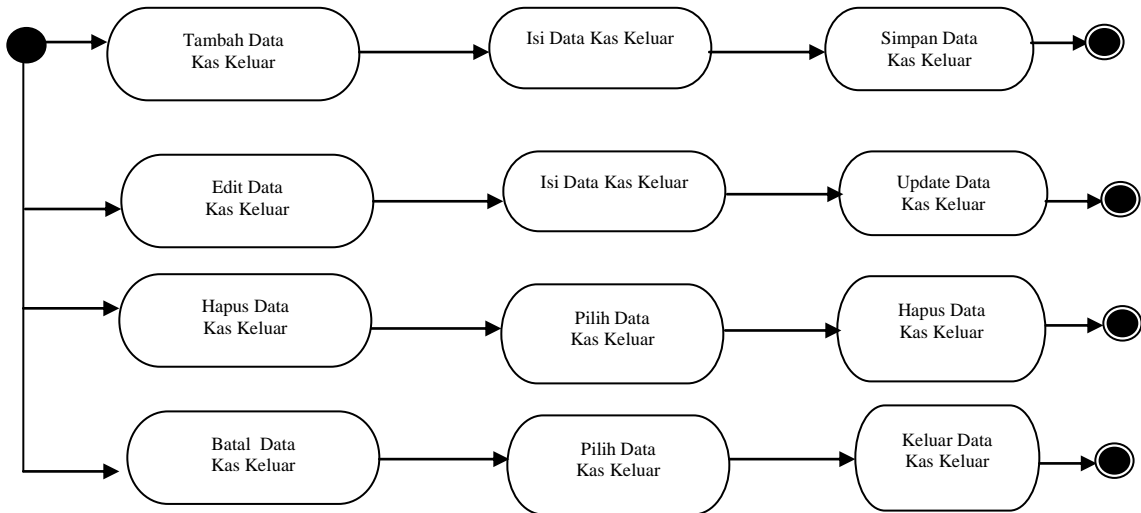 Tambah Data
Kas Keluar
Isi Data Kas Keluar
Simpan Data
Kas Keluar
Edit Data
Kas Keluar
Isi Data Kas Keluar
Update Data
Kas Keluar
Hapus Data
Kas Keluar
Pilih Data
Kas Keluar
Hapus Data
Kas Keluar
Batal Data
Kas Keluar
Pilih Data
Kas Keluar
Keluar Data
Kas Keluar